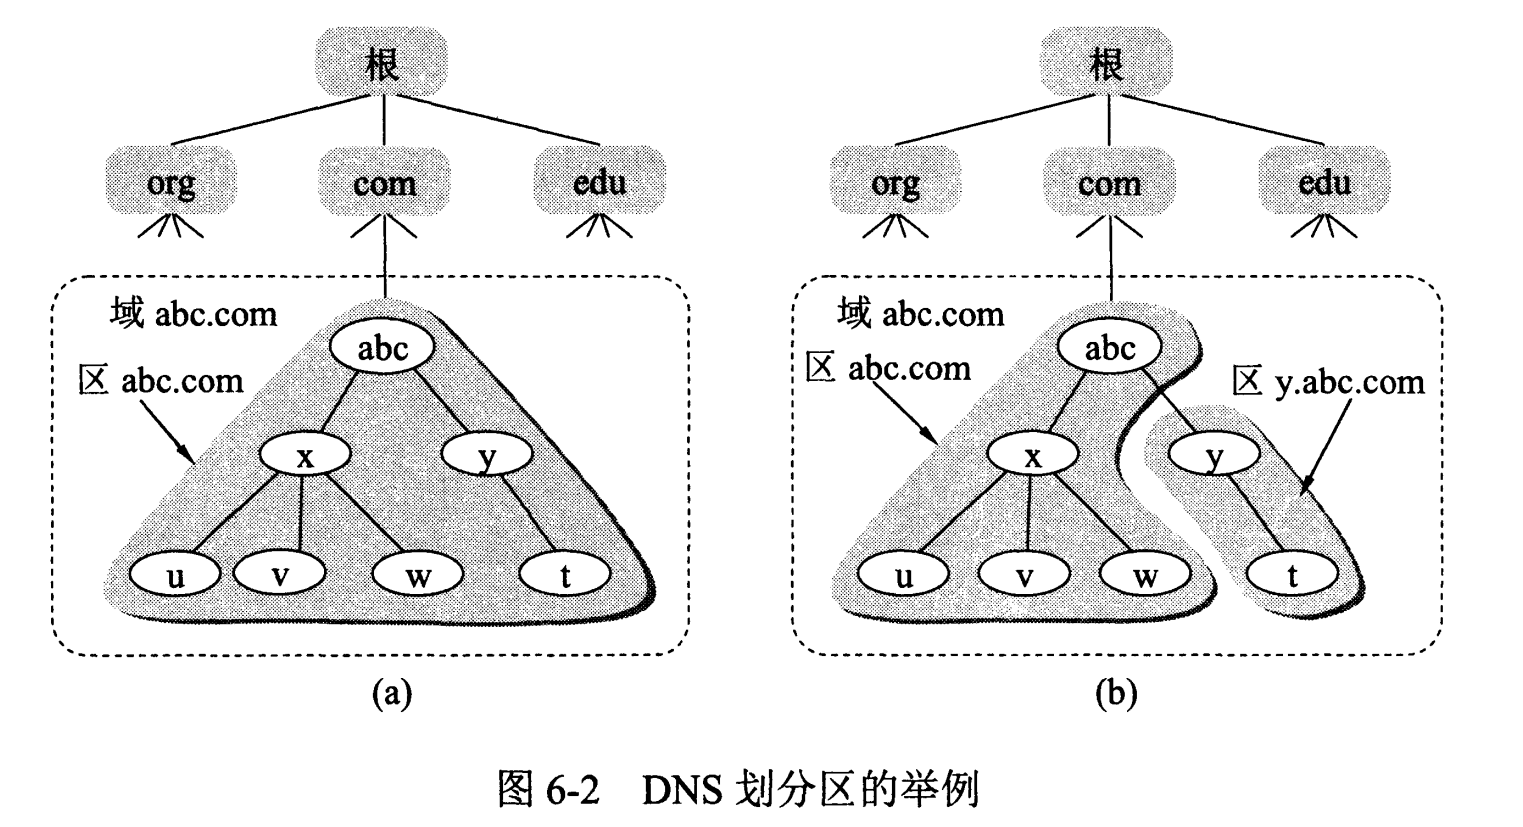 根
org com edu
域 abc.com
区 abc.com
abc
x y
u v w t
(a)
根
org com edu
域 abc.com
区 abc.com
区 y.abc.com
abc
x y
u v w t
(b)
图 6-2 DNS 划分区的举例